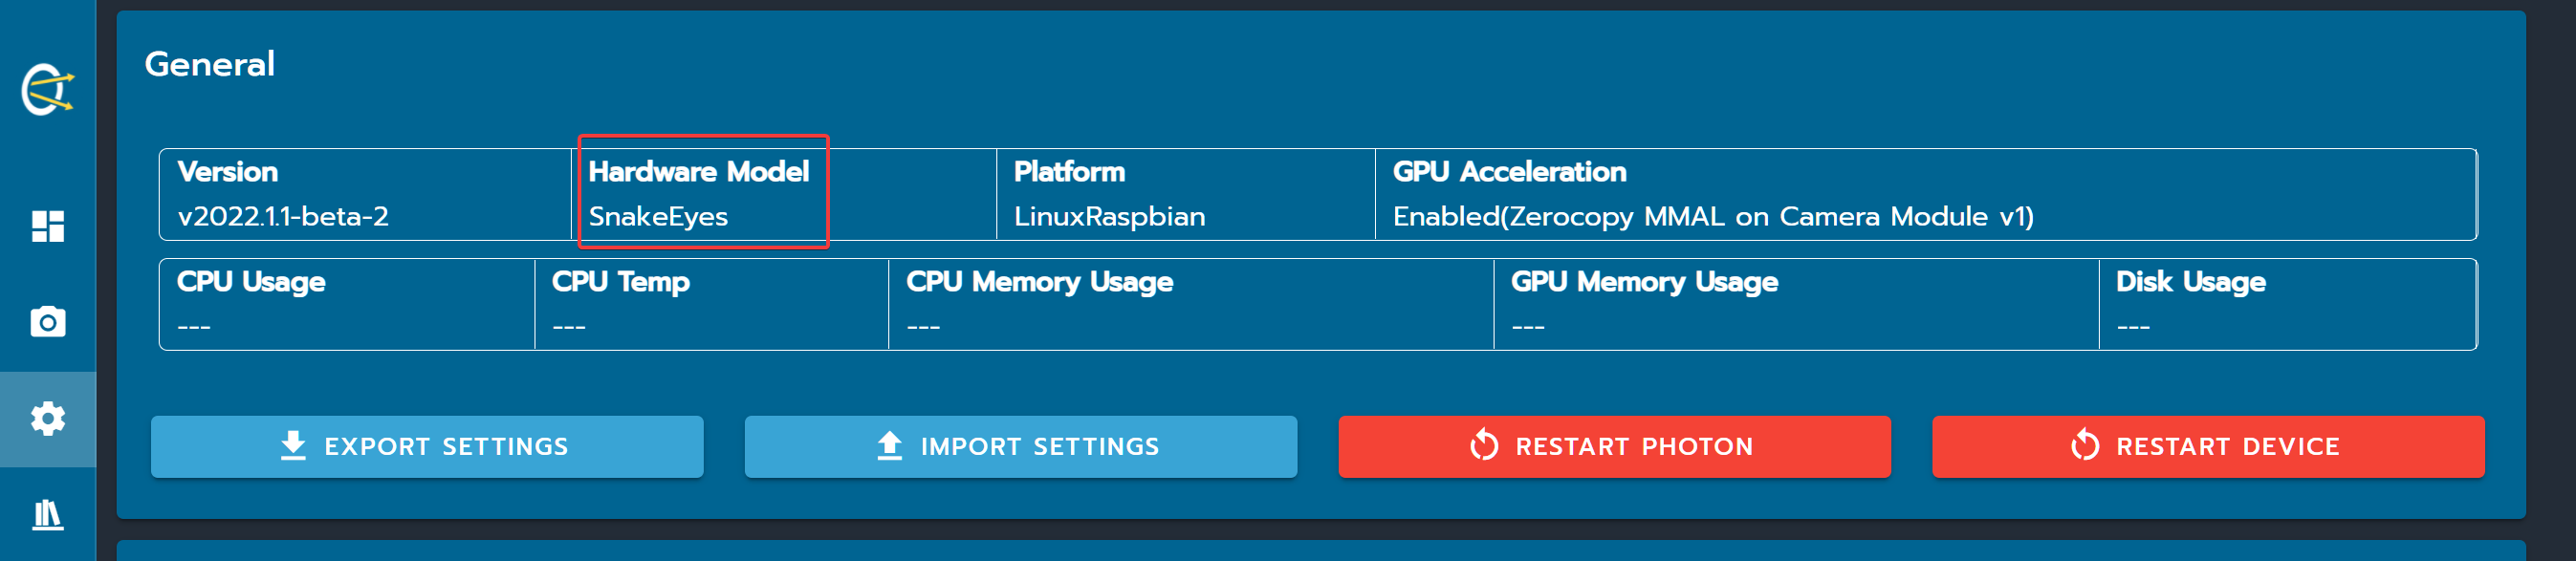 General
Version Hardware Model Platform GPU Acceleration
v2022.1.1-beta-2 SnakeEyes LinuxRaspbian Enabled(Zerocopy MMAL on Camera Module v1)
CPU Usage CPU Temp CPU Memory Usage GPU Memory Usage Disk Usage
--- --- --- --- ---
EXPORT SETTINGS IMPORT SETTINGS RESTART PHOTON RESTART DEVICE